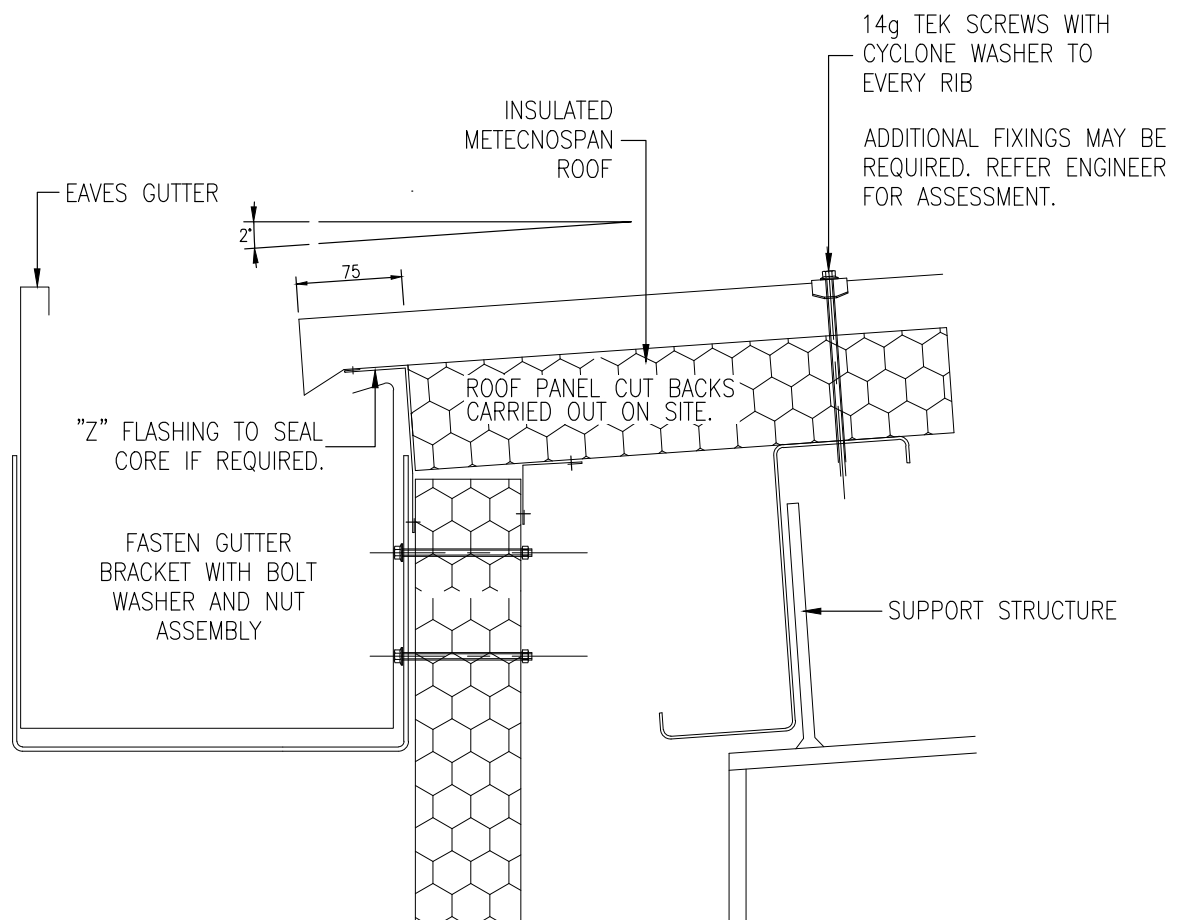 14g TEK SCREWS WITH
CYCLONE WASHER TO
EVERY RIB
ADDITIONAL FIXINGS MAY BE
REQUIRED. REFER ENGINEER
FOR ASSESSMENT.
INSULATED
METECNOSPAN
ROOF
EAVES GUTTER
2°
75
ROOF PANEL CUT BACKS
CARRIED OUT ON SITE.
"Z" FLASHING TO SEAL
CORE IF REQUIRED.
FASTEN GUTTER
BRACKET WITH BOLT
WASHER AND NUT
ASSEMBLY
SUPPORT STRUCTURE